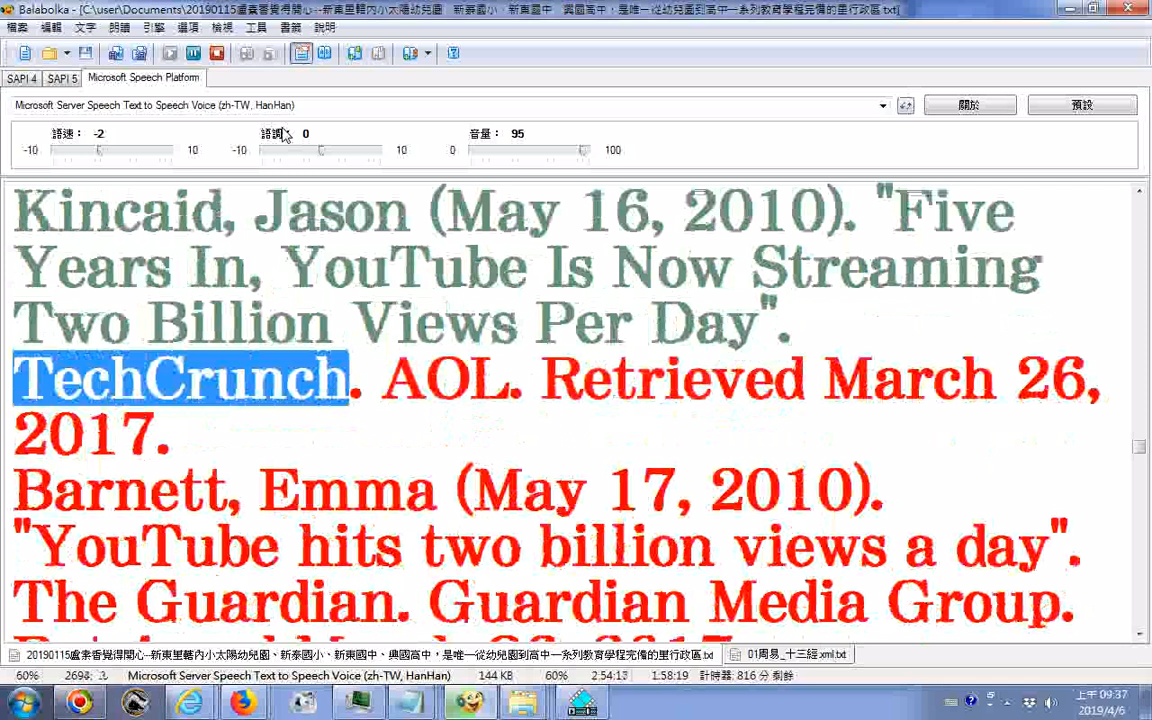 Balabolka - [C:\user\Documents\20190115盧素香覺得開心--新東里轄內小太陽幼兒園、新泰國小、新東國中、興國高中，是唯一從幼兒園到高中一系列教育學程完備的里行政區.txt]
檔案 編輯 文字 朗讀 引擎 選項 檢視 工具 書籤 說明
SAPI 4 SAPI 5 Microsoft Speech Platform
Microsoft Server Speech Text to Speech Voice (zh-TW, HanHan) 關於 預設
語速： -2 語調： 0 音量： 95
-10 10 -10 10 0 100
Kincaid, Jason (May 16, 2010). "Five
Years In, YouTube Is Now Streaming
Two Billion Views Per Day".
TechCrunch. AOL. Retrieved March 26,
2017.
Barnett, Emma (May 17, 2010).
"YouTube hits two billion views a day".
The Guardian. Guardian Media Group.
20190115盧素香覺得開心--新東里轄內小太陽幼兒園、新泰國小、新東國中、興國高中，是唯一從幼兒園到高中一系列教育學程完備的里行政區.txt 01周易_十三經.xml.txt
60% Microsoft Server Speech Text to Speech Voice (zh-TW, HanHan) 144 KB 60% 2:54:13 1:58:19 計時器: 816 分 剩餘
上午 09:37
2019/4/6